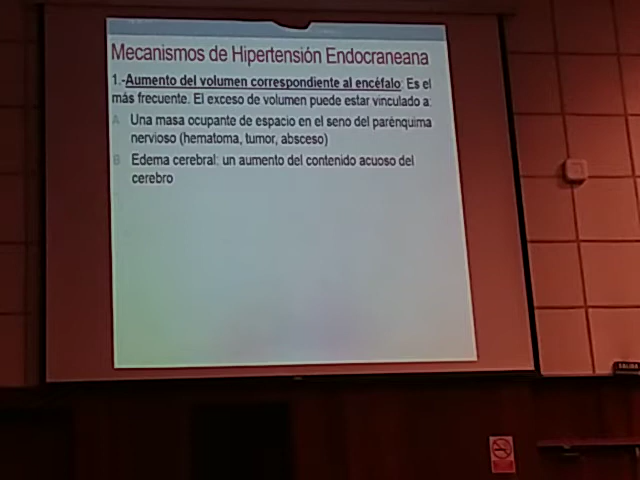 Mecanismos de Hipertensión Endocraneana
1.-Aumento del volumen correspondiente al encéfalo: Es el
más frecuente. El exceso de volumen puede estar vinculado a:
A Una masa ocupante de espacio en el seno del parénquima
nervioso (hematoma, tumor, absceso)
B Edema cerebral: un aumento del contenido acuoso del
cerebro
SALIDA